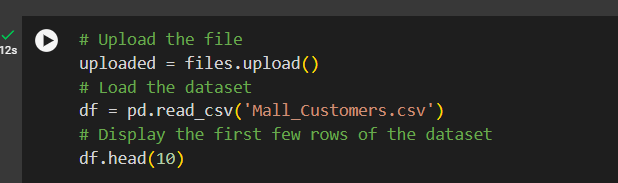 # Upload the file
12s
uploaded = files.upload()
# Load the dataset
df = pd.read_csv('Mall_Customers.csv')
# Display the first few rows of the dataset
df.head(10)